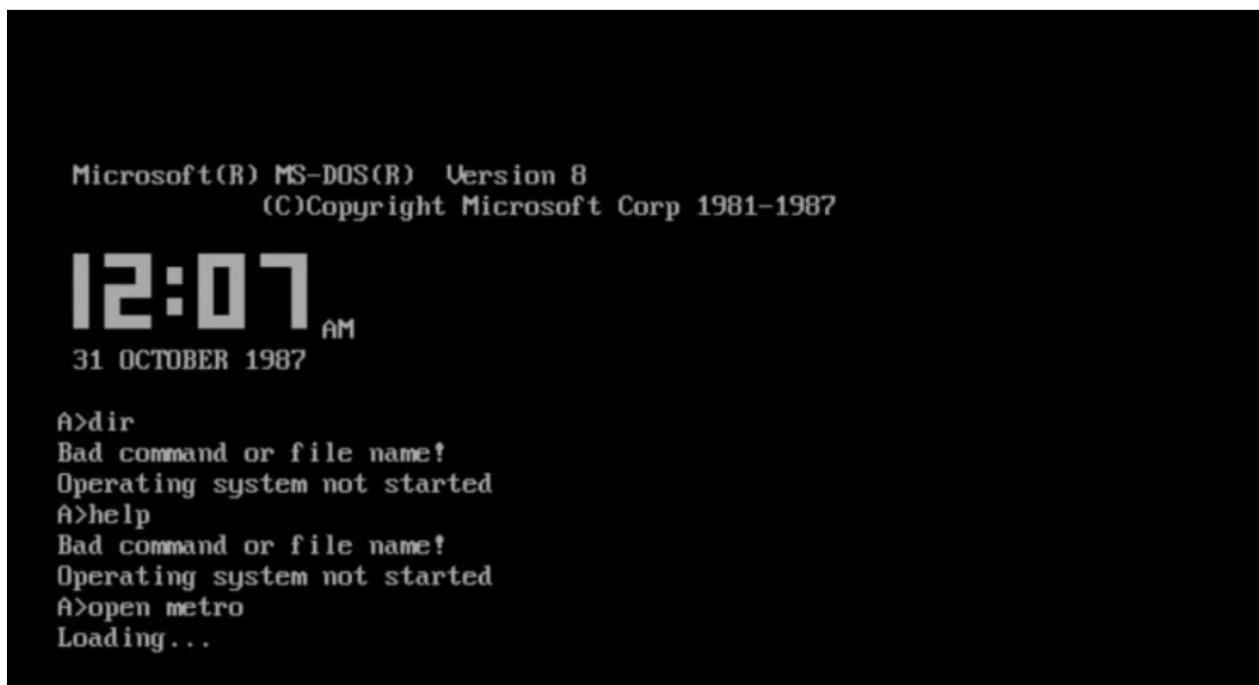 Microsoft(R) MS-DOS(R) Version 8
(C)Copyright Microsoft Corp 1981-1987
12:07 AM
31 OCTOBER 1987
A>dir
Bad command or file name!
Operating system not started
A>help
Bad command or file name!
Operating system not started
A>open metro
Loading...